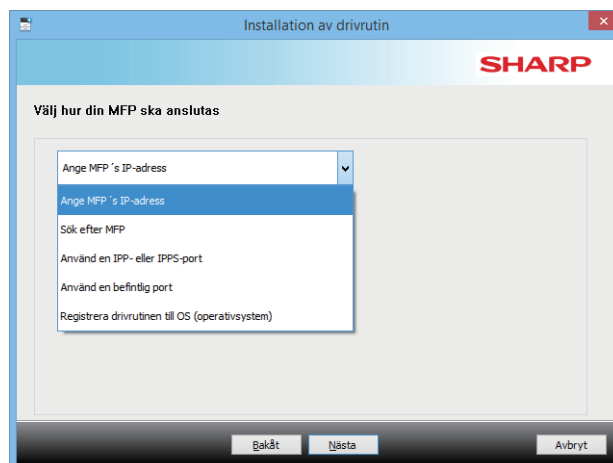 Installation av drivrutin
SHARP
Välj hur din MFP ska anslutas
Ange MFP´s IP-adress
Ange MFP´s IP-adress
Sök efter MFP
Använd en IPP- eller IPPS-port
Använd en befintlig port
Registrera drivrutinen till OS (operativsystem)
Bakåt Nästa Avbryt